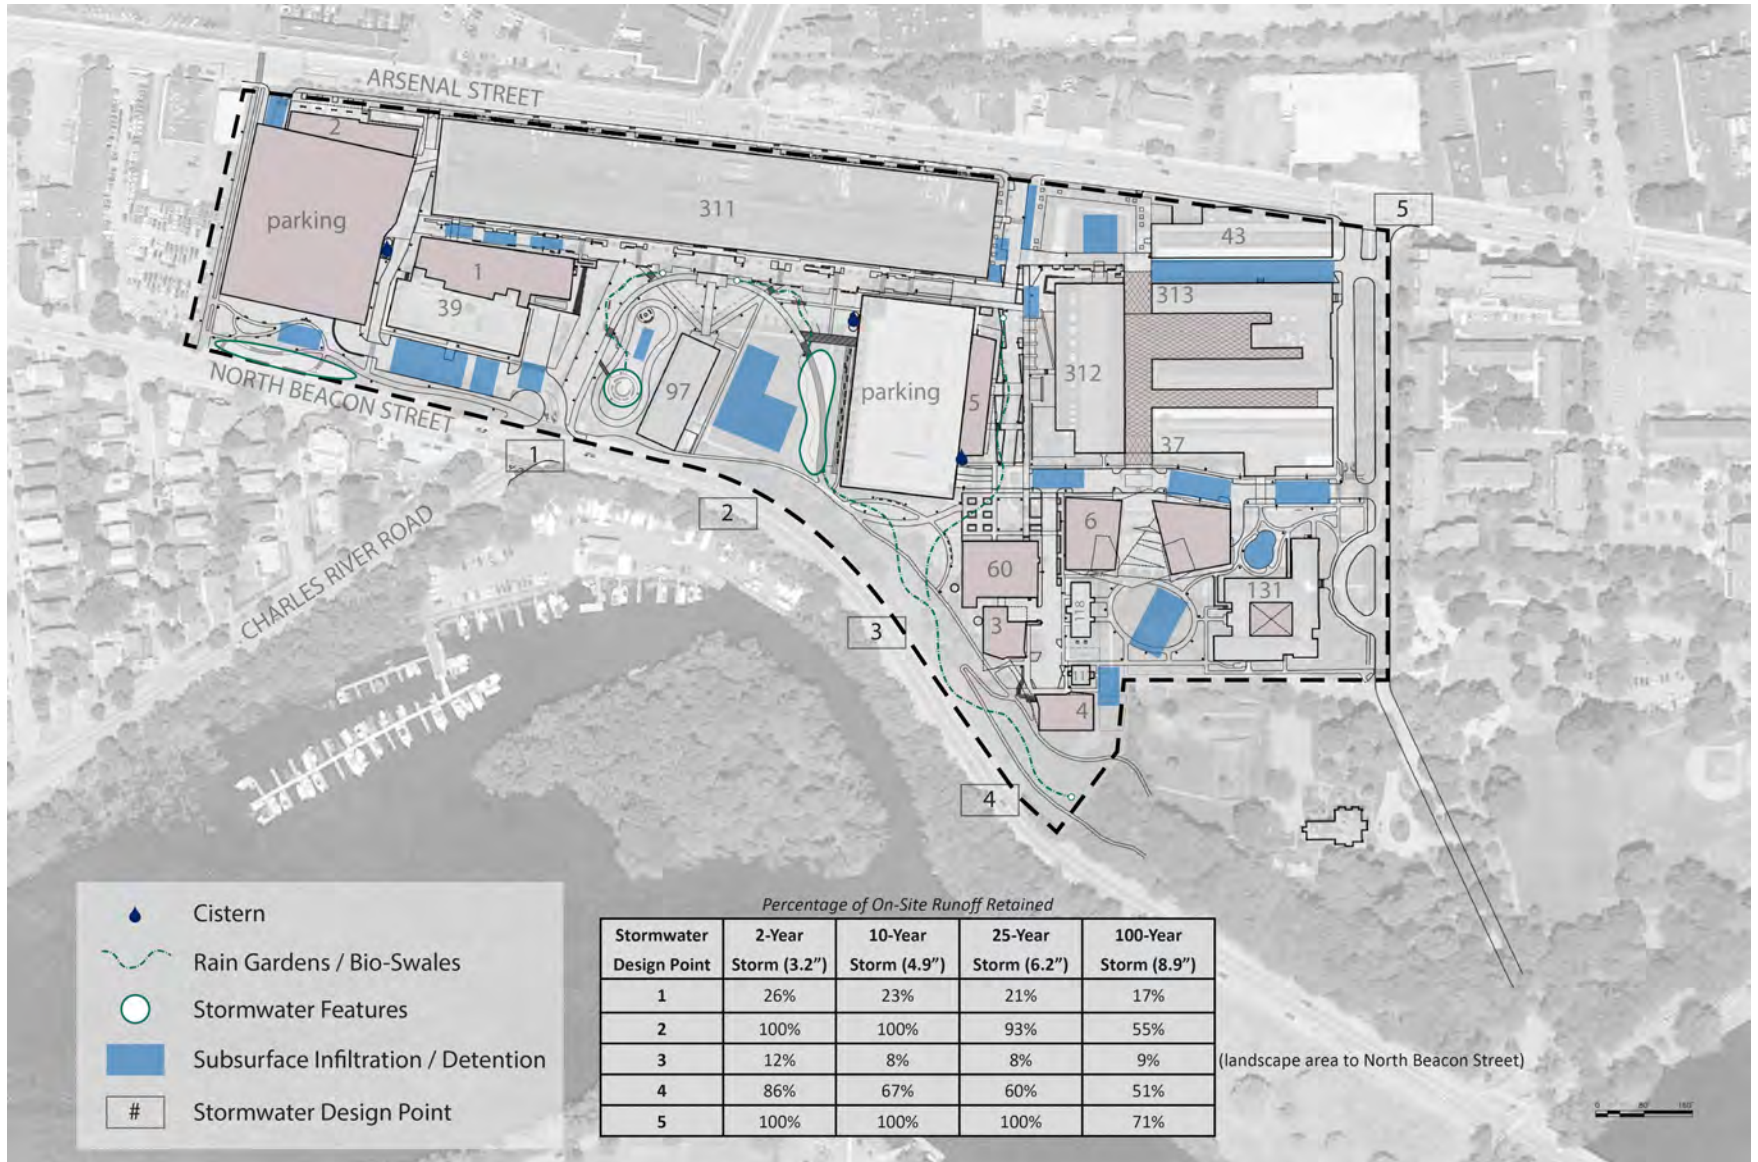 ARSENAL STREET
2
parking
311
5
43
1
39
313
NORTH BEACON STREET
97
parking
5
312
37
1
2
CHARLES RIVER ROAD
6
60
118
131
3
3
11
4
4
Cistern
Rain Gardens / Bio-Swales
Stormwater Features
Subsurface Infiltration / Detention
# Stormwater Design Point
Percentage of On-Site Runoff Retained
Stormwater Design Point 2-Year Storm (3.2”) 10-Year Storm (4.9”) 25-Year Storm (6.2”) 100-Year Storm (8.9”)
1 26% 23% 21% 17%
2 100% 100% 93% 55%
3 12% 8% 8% 9% (landscape area to North Beacon Street)
4 86% 67% 60% 51%
5 100% 100% 100% 71%
0 80' 160'